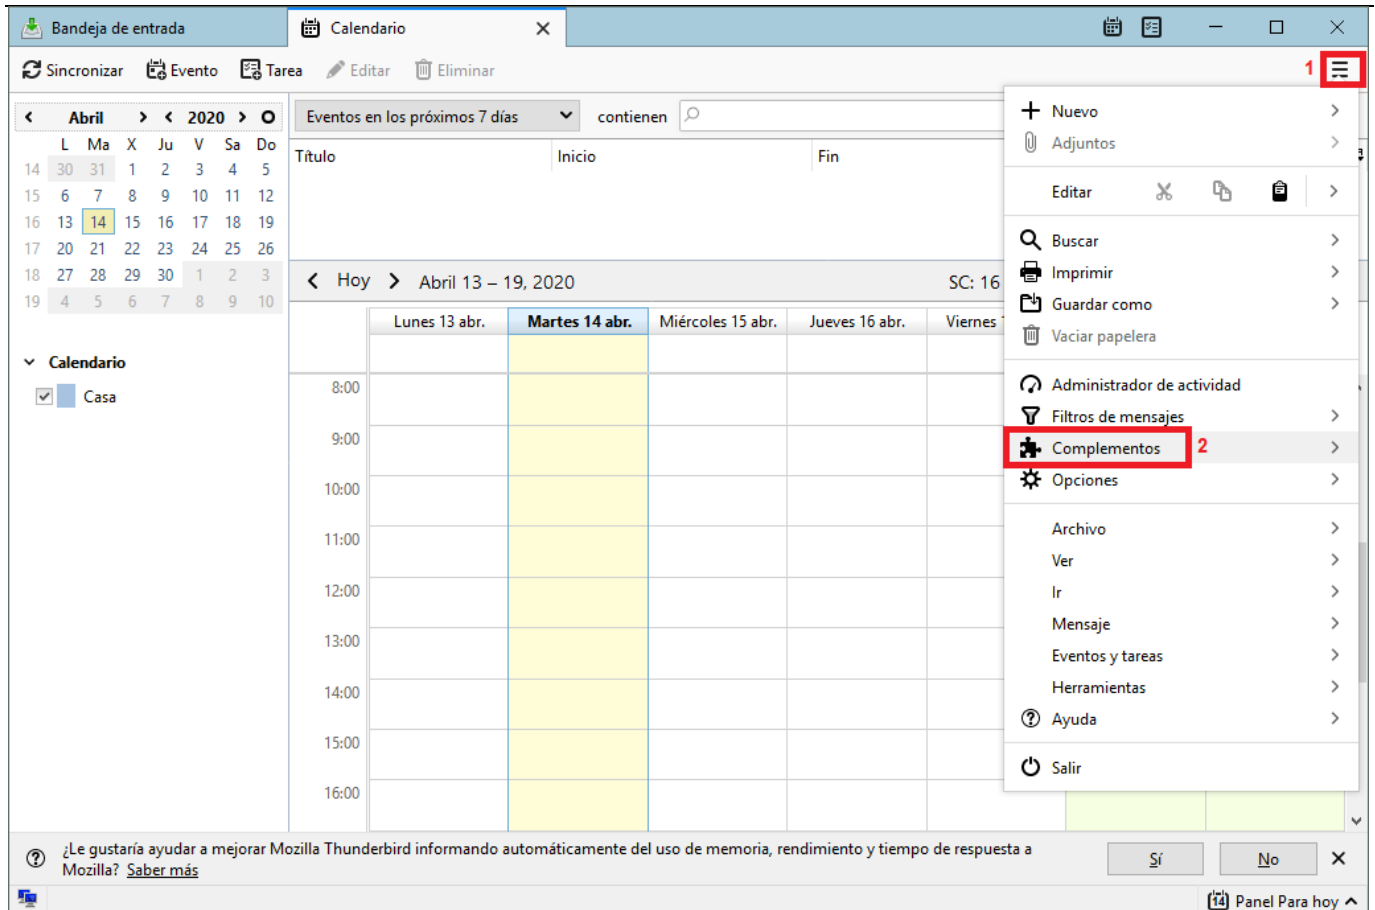 Bandeja de entrada
Calendario
Sincronizar Evento Tarea Editar Eliminar
1
Abril 2020
L Ma X Ju V Sa Do
14 30 31 1 2 3 4 5
15 6 7 8 9 10 11 12
16 13 14 15 16 17 18 19
17 20 21 22 23 24 25 26
18 27 28 29 30 1 2 3
19 4 5 6 7 8 9 10
Calendario
Casa
Eventos en los próximos 7 días contienen
Título Inicio Fin
Hoy Abril 13 – 19, 2020 SC: 16
Lunes 13 abr. Martes 14 abr. Miércoles 15 abr. Jueves 16 abr. Viernes
8:00
9:00
10:00
11:00
12:00
13:00
14:00
15:00
16:00
Nuevo
Adjuntos
Editar
Buscar
Imprimir
Guardar como
Vaciar papelera
Administrador de actividad
Filtros de mensajes
Complementos 2
Opciones
Archivo
Ver
Ir
Mensaje
Eventos y tareas
Herramientas
Ayuda
Salir
¿Le gustaría ayudar a mejorar Mozilla Thunderbird informando automáticamente del uso de memoria, rendimiento y tiempo de respuesta a
Mozilla? Saber más
Sí No
14 Panel Para hoy